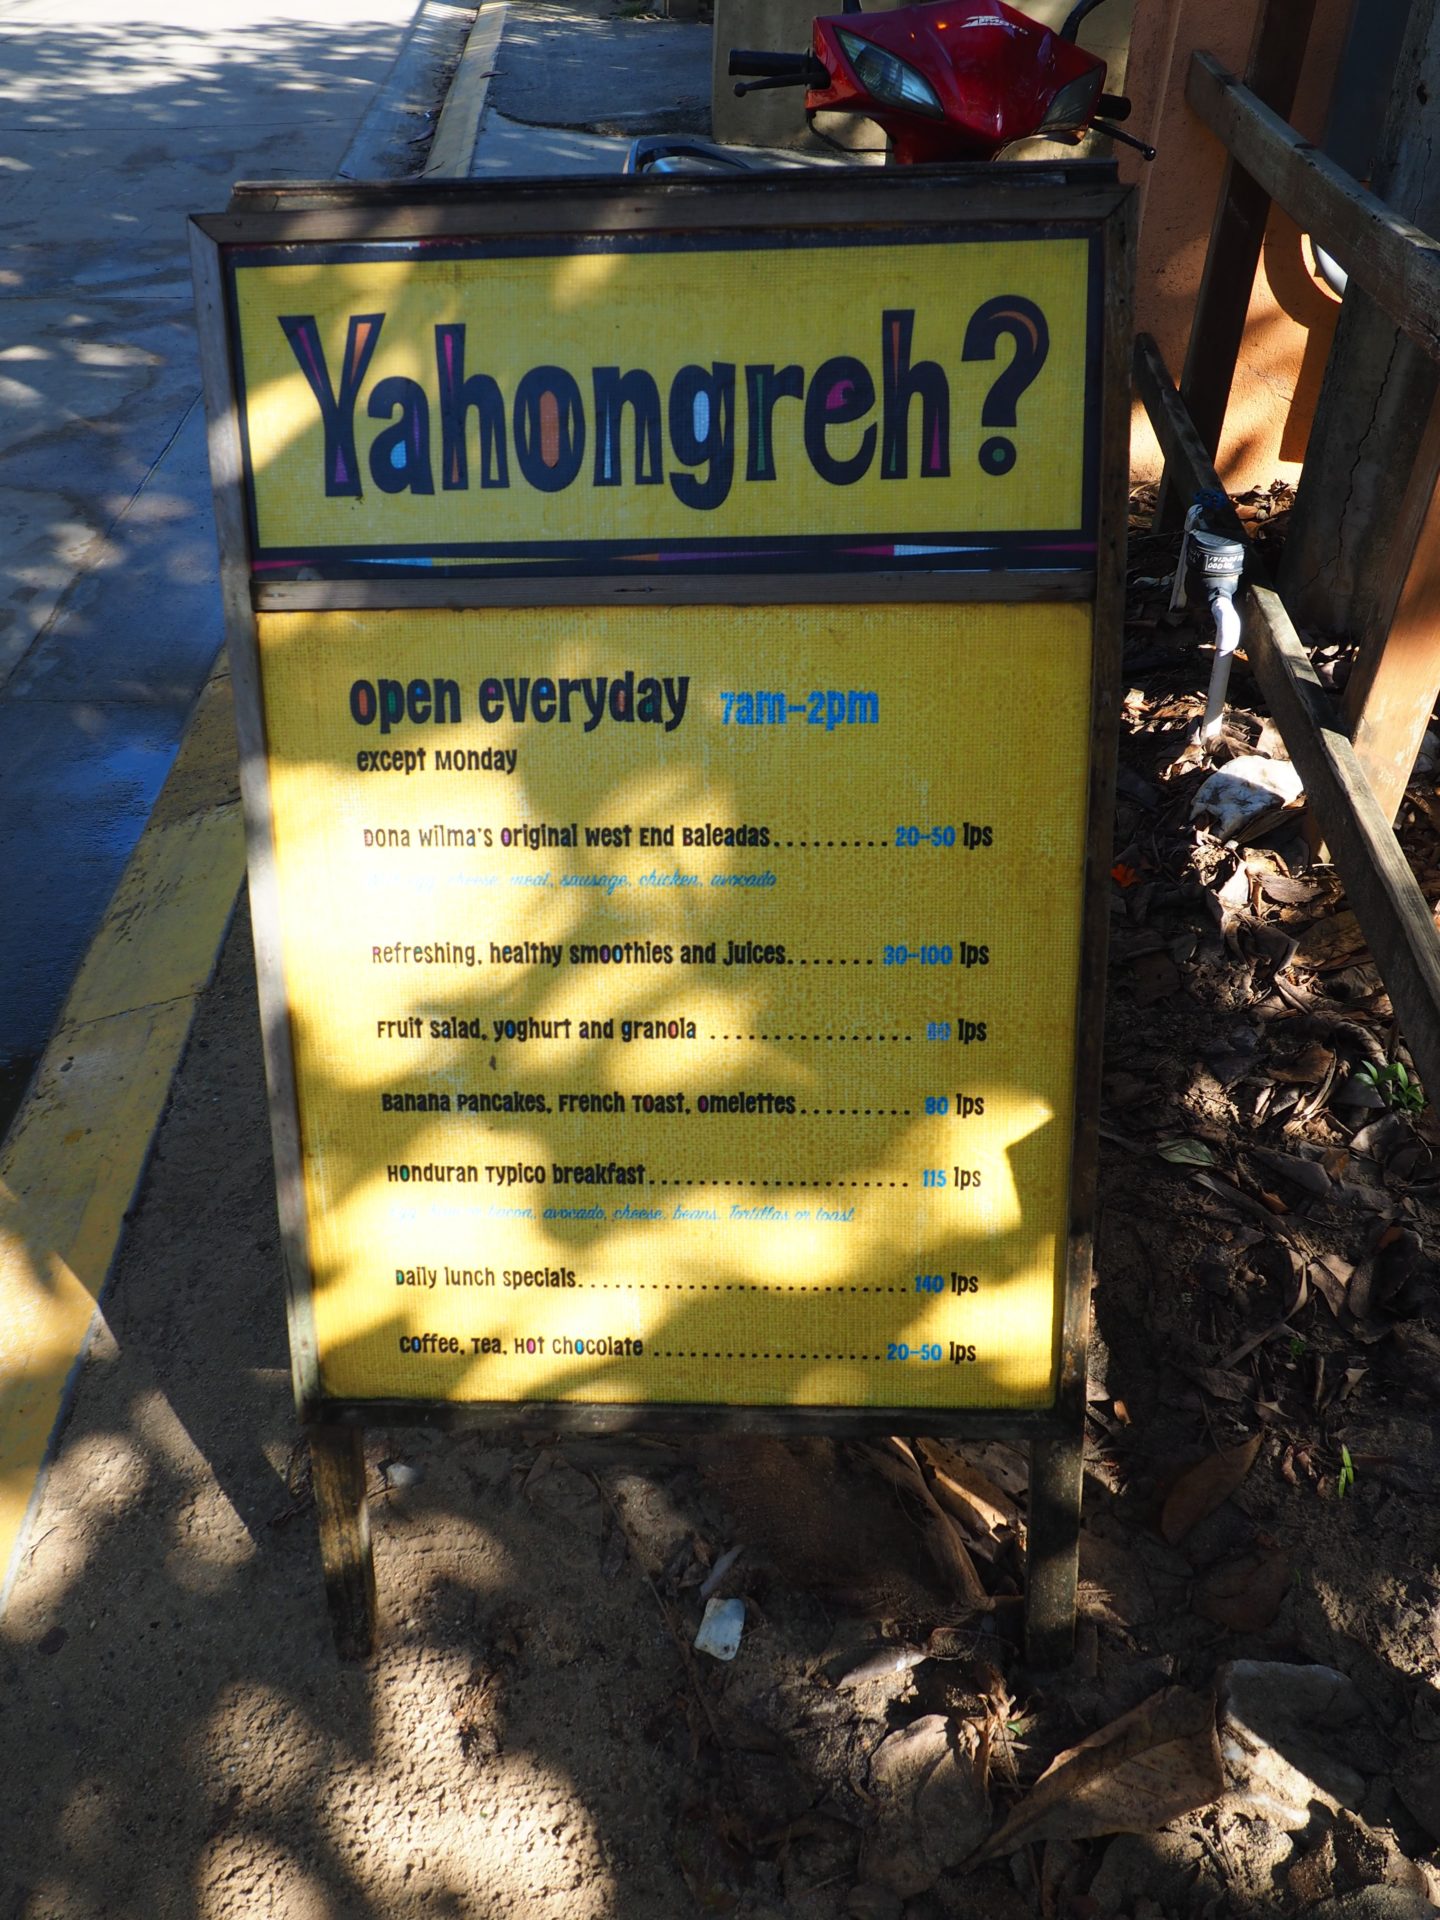 Yahongreh?
open everyday 7am-2pm
except Monday
Dona Wilma's Original West End Baleadas......... 20-50 lps
egg, cheese, meat, sausage, chicken, avocado
Refreshing, healthy smoothies and juices....... 30-100 lps
Fruit salad, yoghurt and granola ................ lps
Banana Pancakes, French Toast, Omelettes......... 80 lps
Honduran Typico breakfast..................... 115 lps
bacon, avocado, cheese, beans, Tortillas or toast
Daily lunch specials........................... 140 lps
Coffee, Tea, Hot Chocolate ................... 20-50 lps